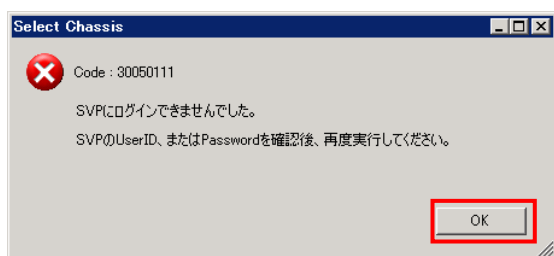 Select Chassis
Code : 30050111
SVPにログインできませんでした。
SVPのUserID、またはPasswordを確認後、再度実行してください。
OK